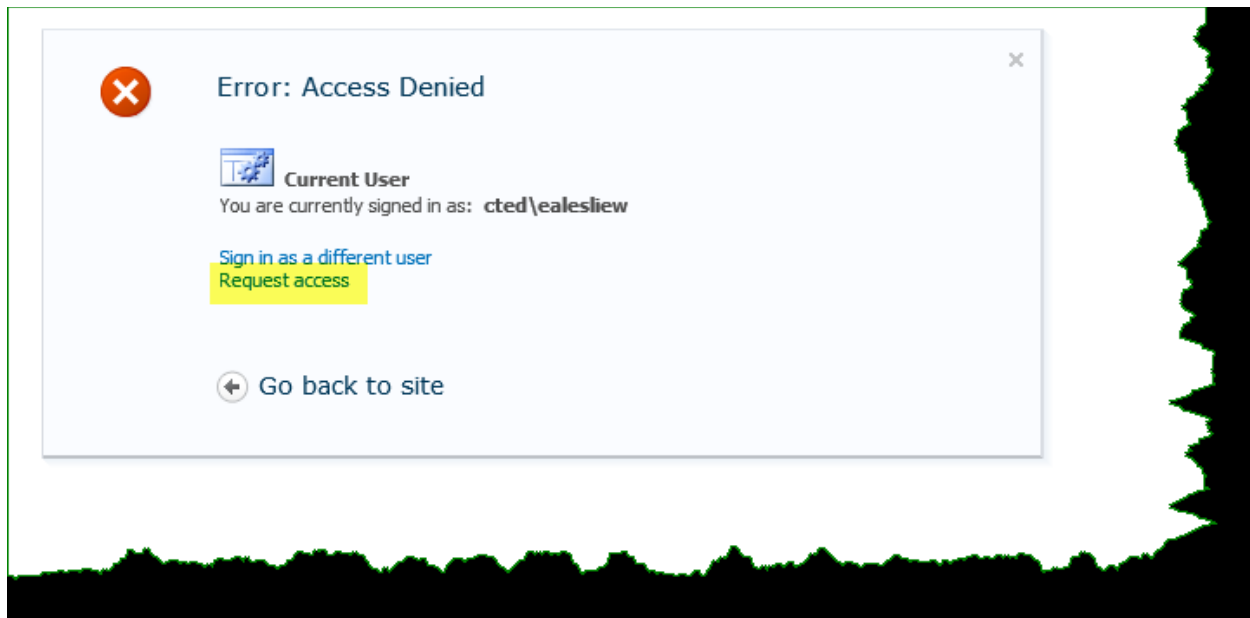 Error: Access Denied
Current User
You are currently signed in as: cted\ealesliew
Sign in as a different user
Request access
Go back to site